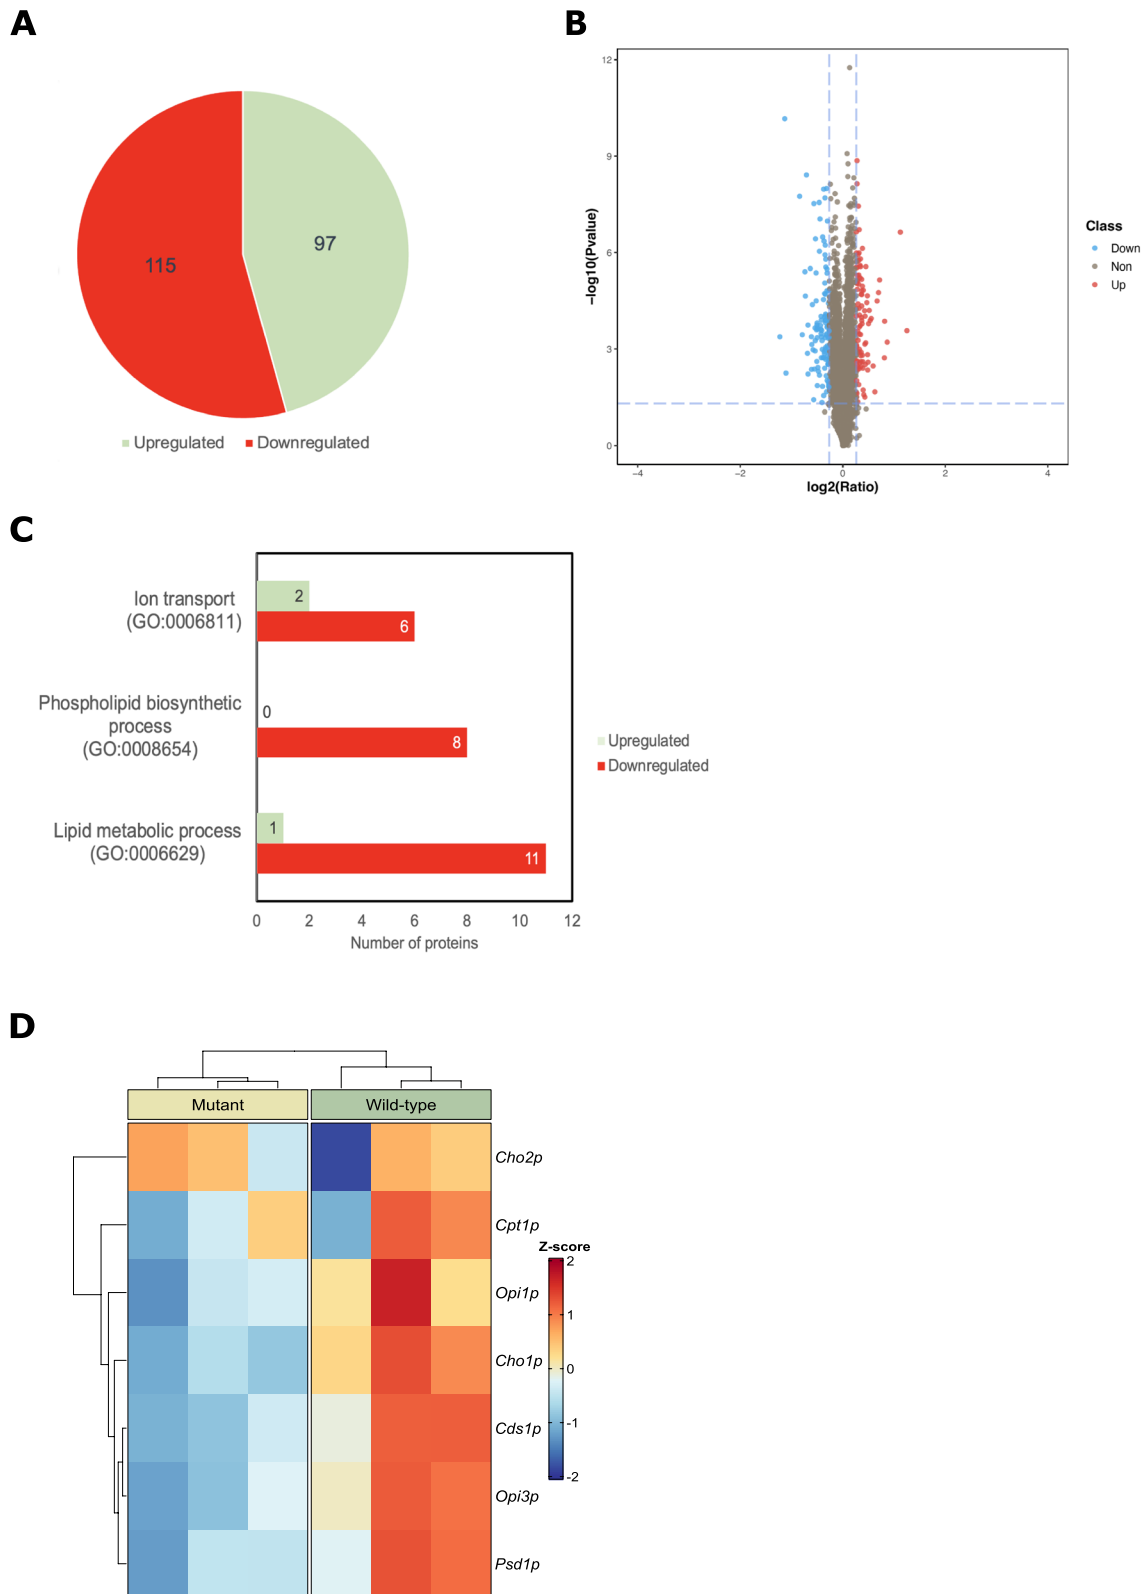 A
115
97
Upregulated
Downregulated
B
12
9
6
3
0
−log10(Pvalue)
−4
−2
0
2
4
log2(Ratio)
Class
Down
Non
Up
C
Ion transport
(GO:0006811)
2
6
Phospholipid biosynthetic
process
(GO:0008654)
0
8
Lipid metabolic process
(GO:0006629)
1
11
0 2 4 6 8 10 12
Number of proteins
Upregulated
Downregulated
D
Mutant
Wild-type
Cho2p
Cpt1p
Opi1p
Cho1p
Cds1p
Opi3p
Psd1p
Z-score
2
1
0
-1
-2